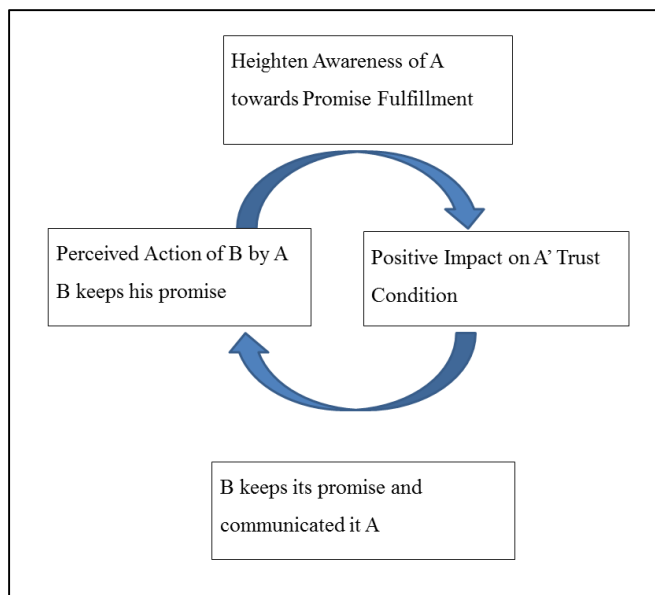 Heighten Awareness of A
towards Promise Fulfillment
Perceived Action of B by A
B keeps his promise
Positive Impact on A’ Trust
Condition
B keeps its promise and
communicated it A